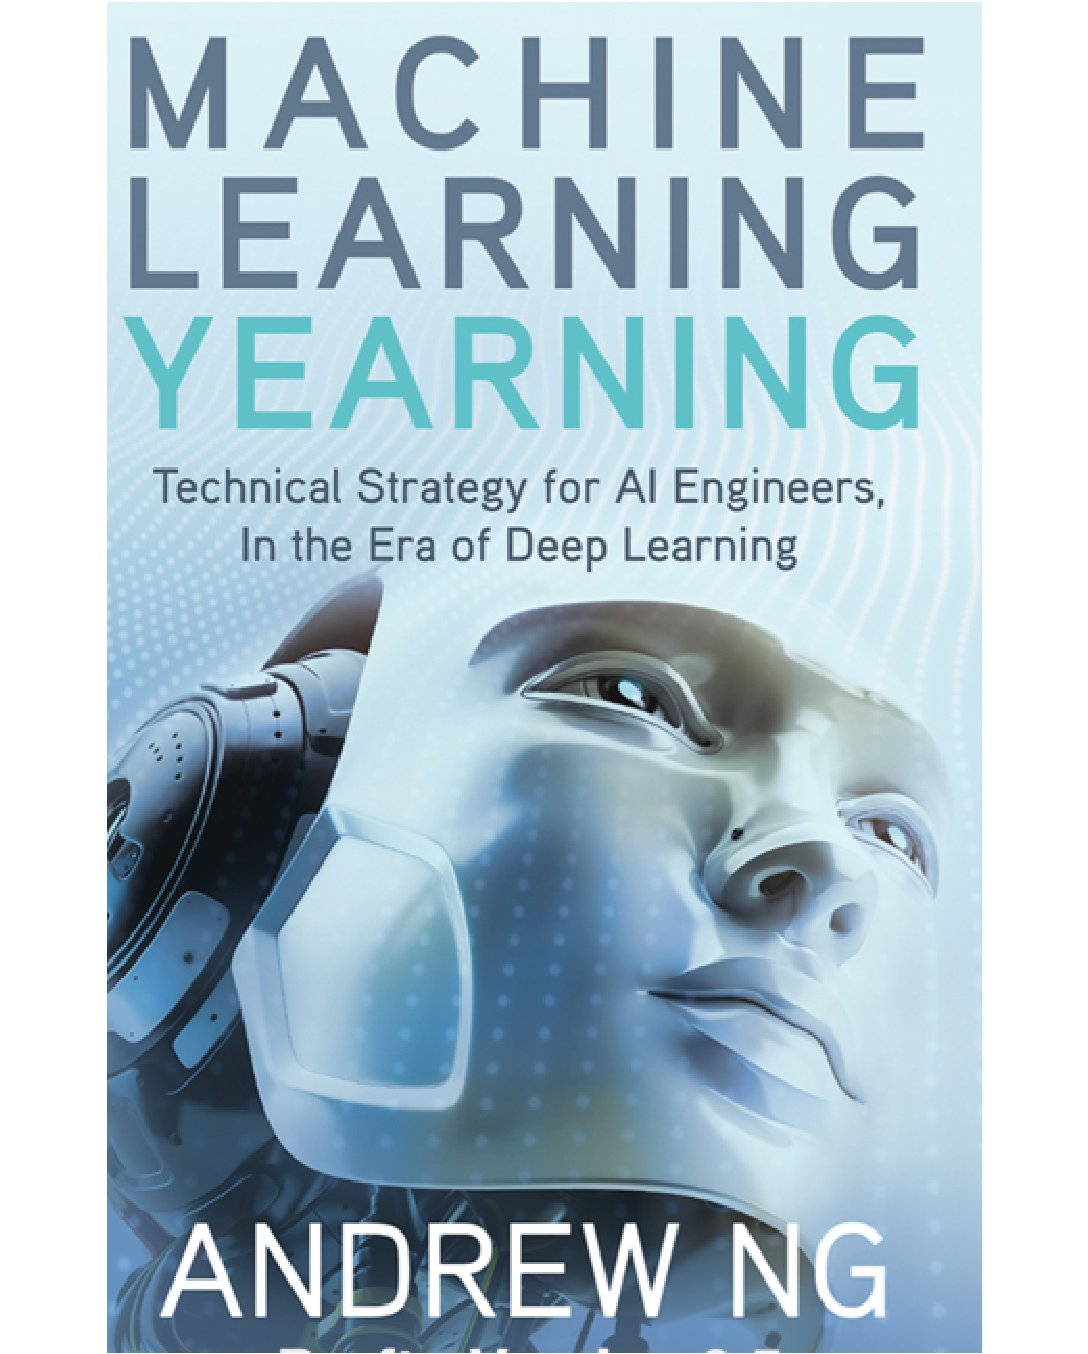 MACHINE
LEARNING
YEARNING
Technical Strategy for AI Engineers,
In the Era of Deep Learning
ANDREW NG